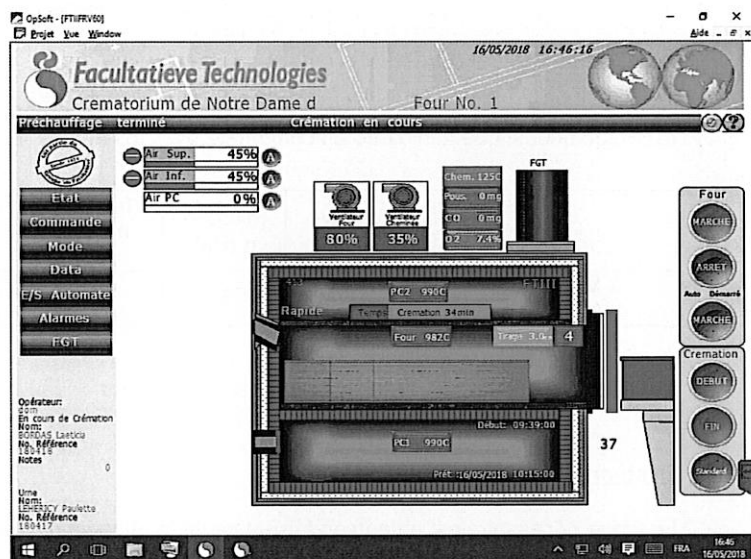 OpSoft - [FTIIFRV60]
Projet Vue Window
Aide
16/05/2018 16:46:16
Facultatieve Technologies
Crematorium de Notre Dame d
Four No. 1
Préchauffage terminé
Crémation en cours
Air Sup. 45% A
Air Inf. 45% A
Air PC 0% A
Etat
Commande
Mode
Data
E/S Automate
Alarmes
FGT
Ventilateur Four
80%
Ventilateur Cheminée
35%
Chem. 125C
Pous. 0mg
CO 0mg
O2 7.4%
FGT
413
FTIII
PC2 990C
Rapide
Temps Cremation 34min
Four 982C
4
Début: 09:39:00
PC1 990C
Prêt: 16/05/2018 10:15:00
37
Four
MARCHE
ARRET
Auto Démarré
MARCHE
Cremation
DEBUT
FIN
Standard
Opérateur:
dom
En cours de Crémation
Nom:
BORDAS Laeticia
No. Référence
180418
Notes
0
Urne
Nom:
LEHERICY Paulette
No. Référence
180417
FRA
16:46
16/05/2018